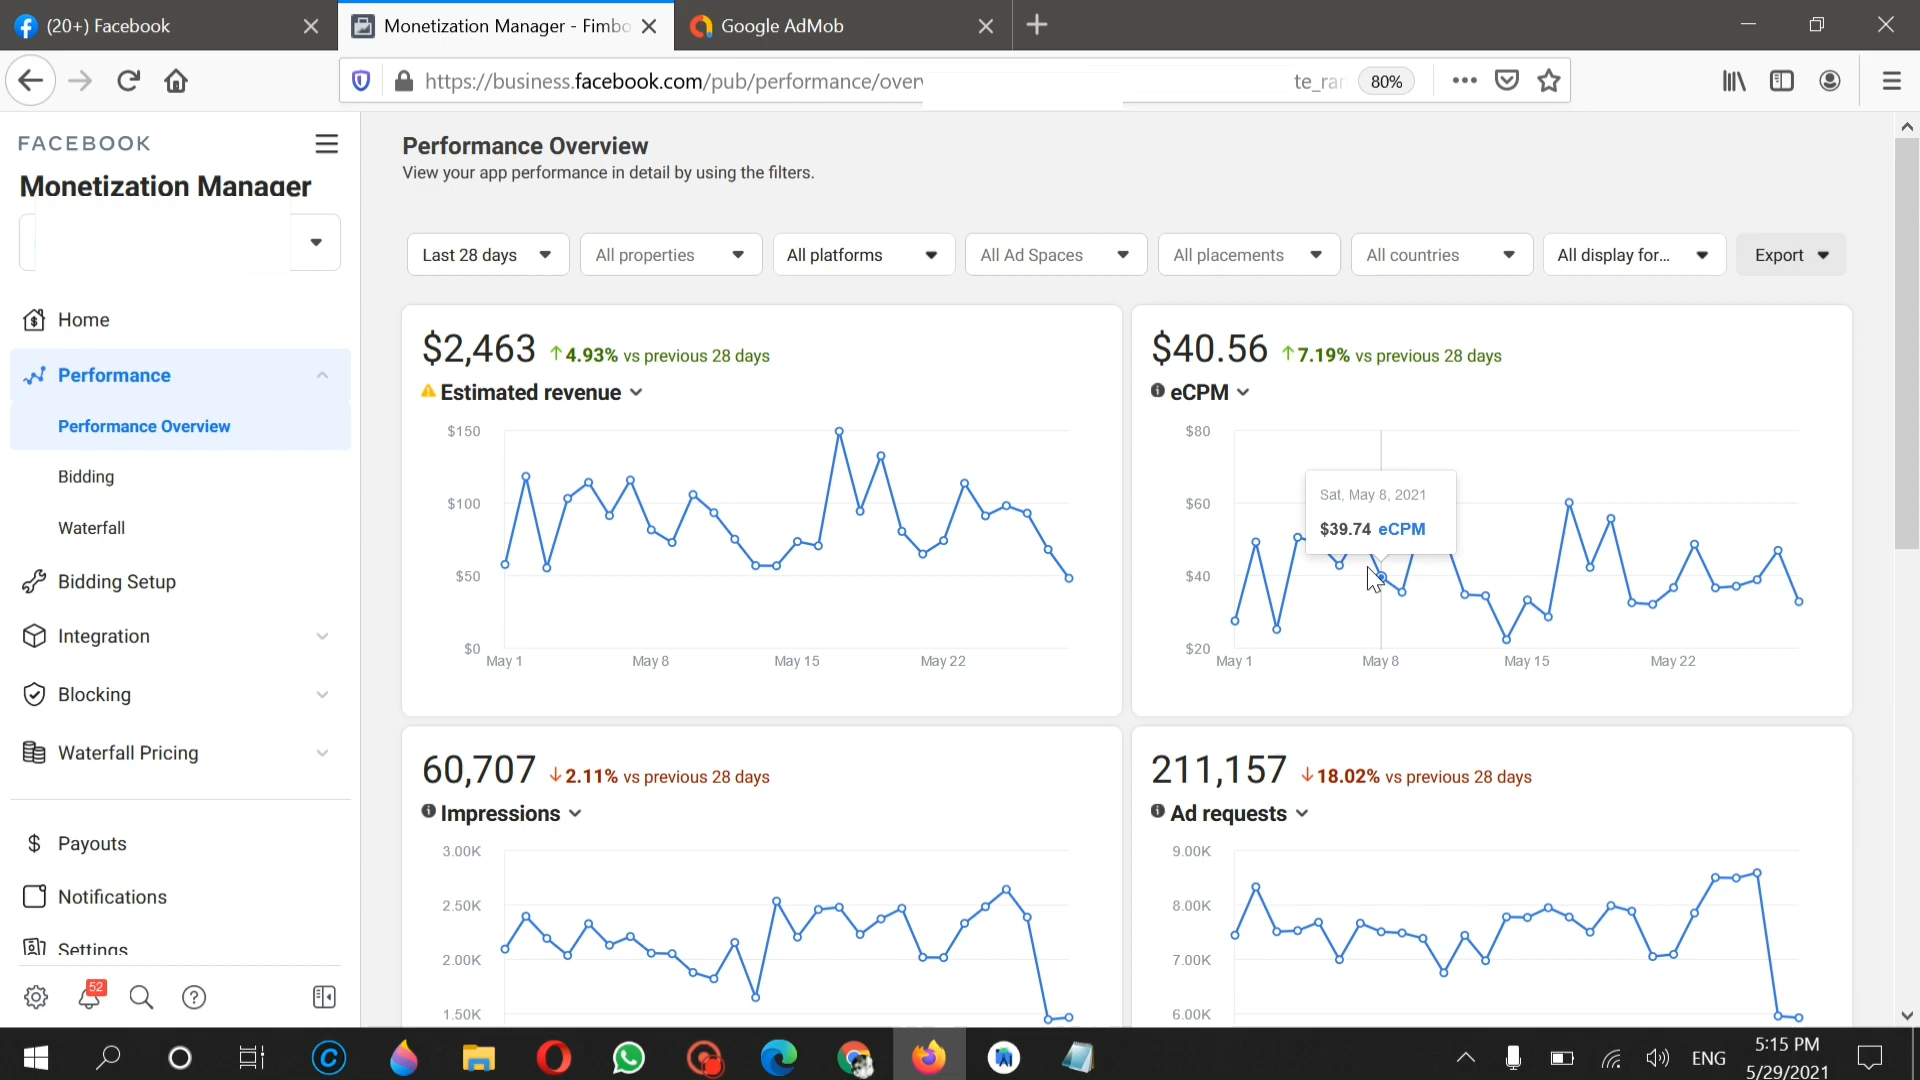 (20+) Facebook
Monetization Manager - Fimbo
Google AdMob
https://business.facebook.com/pub/performance/over
te_ran
80%
FACEBOOK
Monetization Manager
Home
Performance
Performance Overview
Bidding
Waterfall
Bidding Setup
Integration
Blocking
Waterfall Pricing
Payouts
Notifications
Settings
52
Performance Overview
View your app performance in detail by using the filters.
Last 28 days
All properties
All platforms
All Ad Spaces
All placements
All countries
All display for...
Export
$2,463 ↑4.93% vs previous 28 days
Estimated revenue
$150
$100
$50
$0
May 1 May 8 May 15 May 22
$40.56 ↑7.19% vs previous 28 days
eCPM
$80
$60
$40
$20
Sat, May 8, 2021
$39.74 eCPM
May 1 May 8 May 15 May 22
60,707 ↓2.11% vs previous 28 days
Impressions
3.00K
2.50K
2.00K
1.50K
211,157 ↓18.02% vs previous 28 days
Ad requests
9.00K
8.00K
7.00K
6.00K
ENG
5:15 PM
5/29/2021